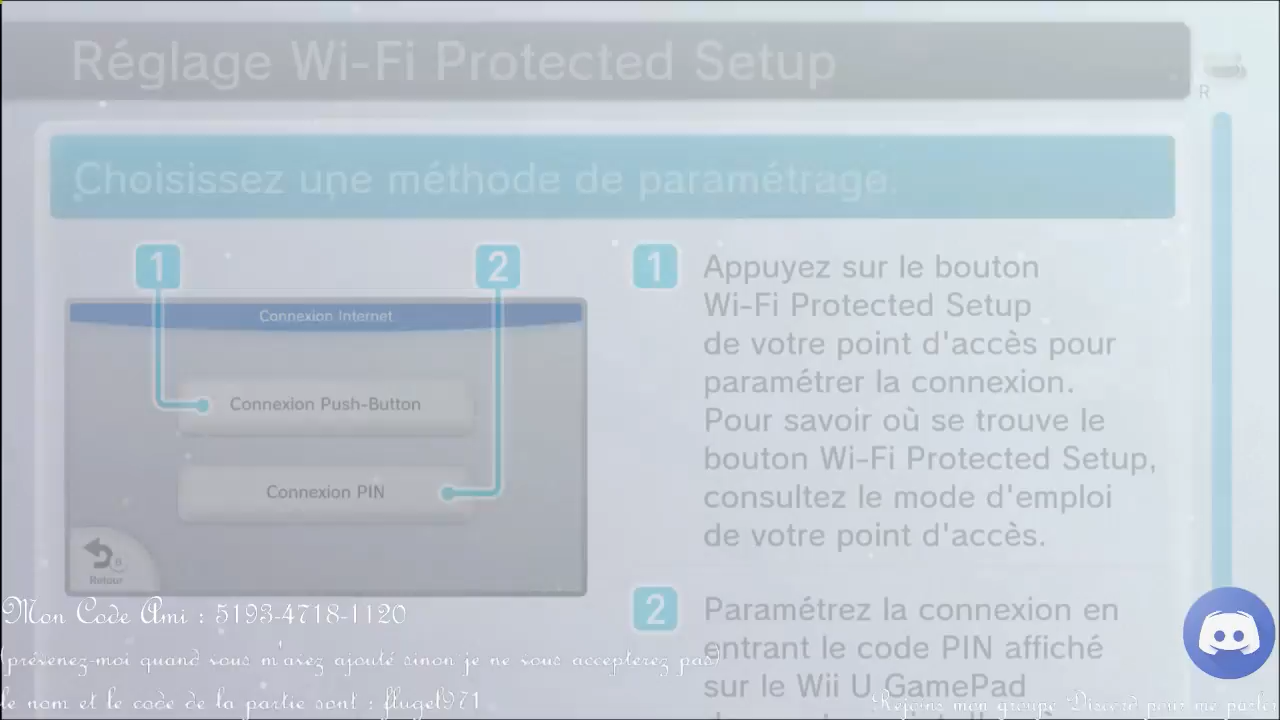 Réglage Wi-Fi Protected Setup
R
Choisissez une méthode de paramétrage.
1
2
Connexion Internet
Connexion Push-Button
Connexion PIN
Retour
1
Appuyez sur le bouton
Wi-Fi Protected Setup
de votre point d'accès pour
paramétrer la connexion.
Pour savoir où se trouve le
bouton Wi-Fi Protected Setup,
consultez le mode d'emploi
de votre point d'accès.
2
Paramétrez la connexion en
entrant le code PIN affiché
sur le Wii U GamePad
Mon Code Ami : 5193-4718-1120
(prévenez-moi quand vous m'avez ajouté sinon je ne vous accepterez pas)
le nom et le code de la partie sont : flugel971
Rejoins mon groupe Discord pour me parler